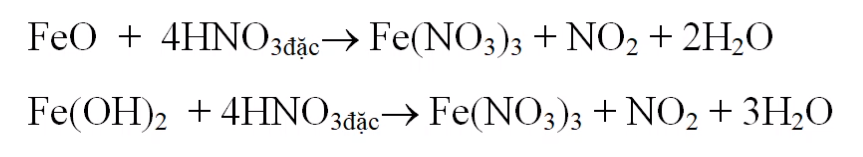 FeO + 4HNO₃đặc→ Fe(NO₃)₃ + NO₂ + 2H₂O
Fe(OH)₂ + 4HNO₃đặc→ Fe(NO₃)₃ + NO₂ + 3H₂O